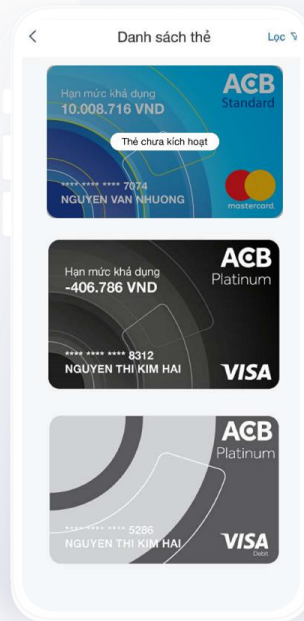 Danh sách thẻ
Lọc
ACB
Standard
Hạn mức khả dụng
10.008.716 VND
Thẻ chưa kích hoạt
**** **** **** 7074
NGUYEN VAN NHUONG
mastercard.
ACB
Platinum
Hạn mức khả dụng
-406.786 VND
**** **** **** 8312
NGUYEN THI KIM HAI
VISA
ACB
Platinum
**** **** **** 5286
NGUYEN THI KIM HAI
VISA
Debit